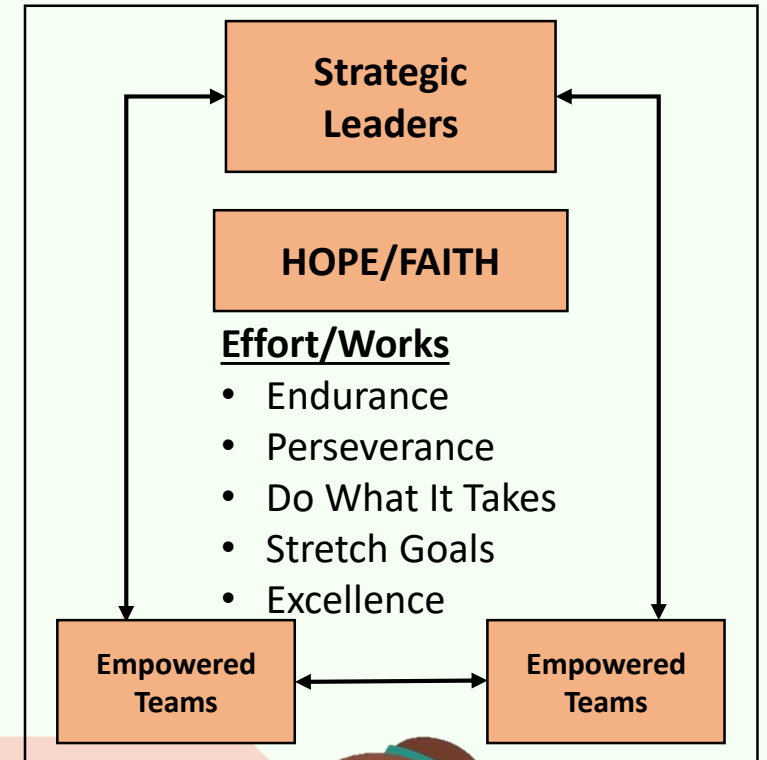 Strategic
Leaders
HOPE/FAITH
Effort/Works
• Endurance
• Perseverance
• Do What It Takes
• Stretch Goals
• Excellence
Empowered
Teams
Empowered
Teams